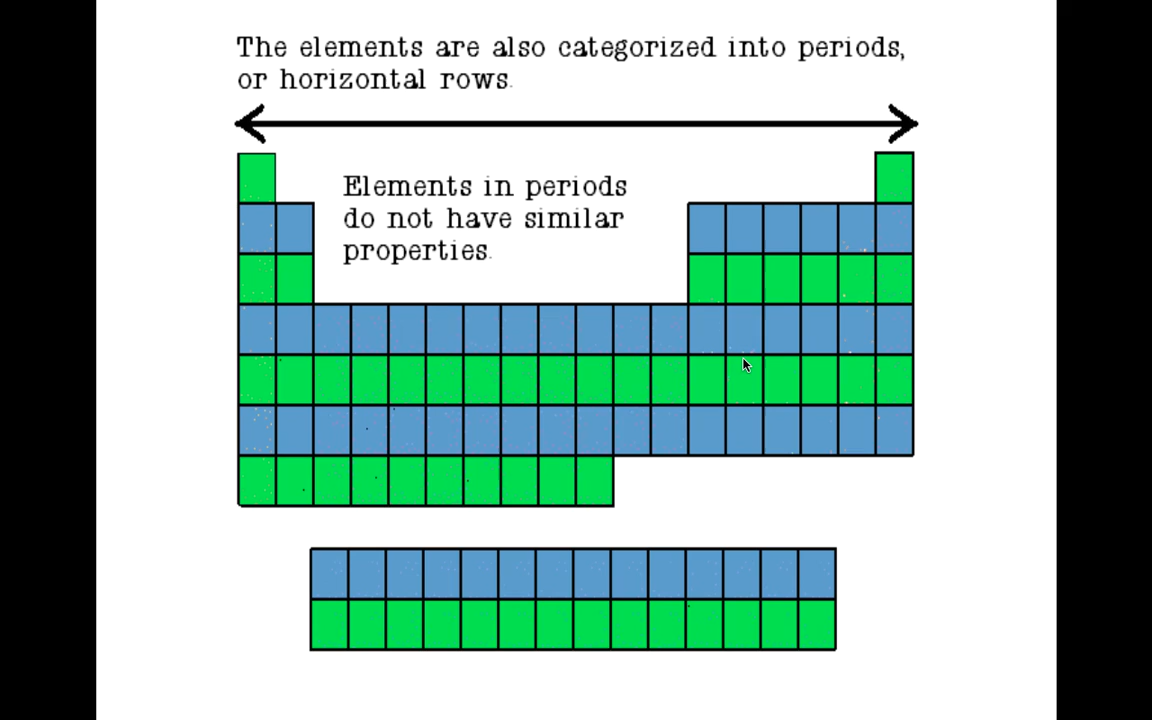 The elements are also categorized into periods,
or horizontal rows.
Elements in periods
do not have similar
properties.